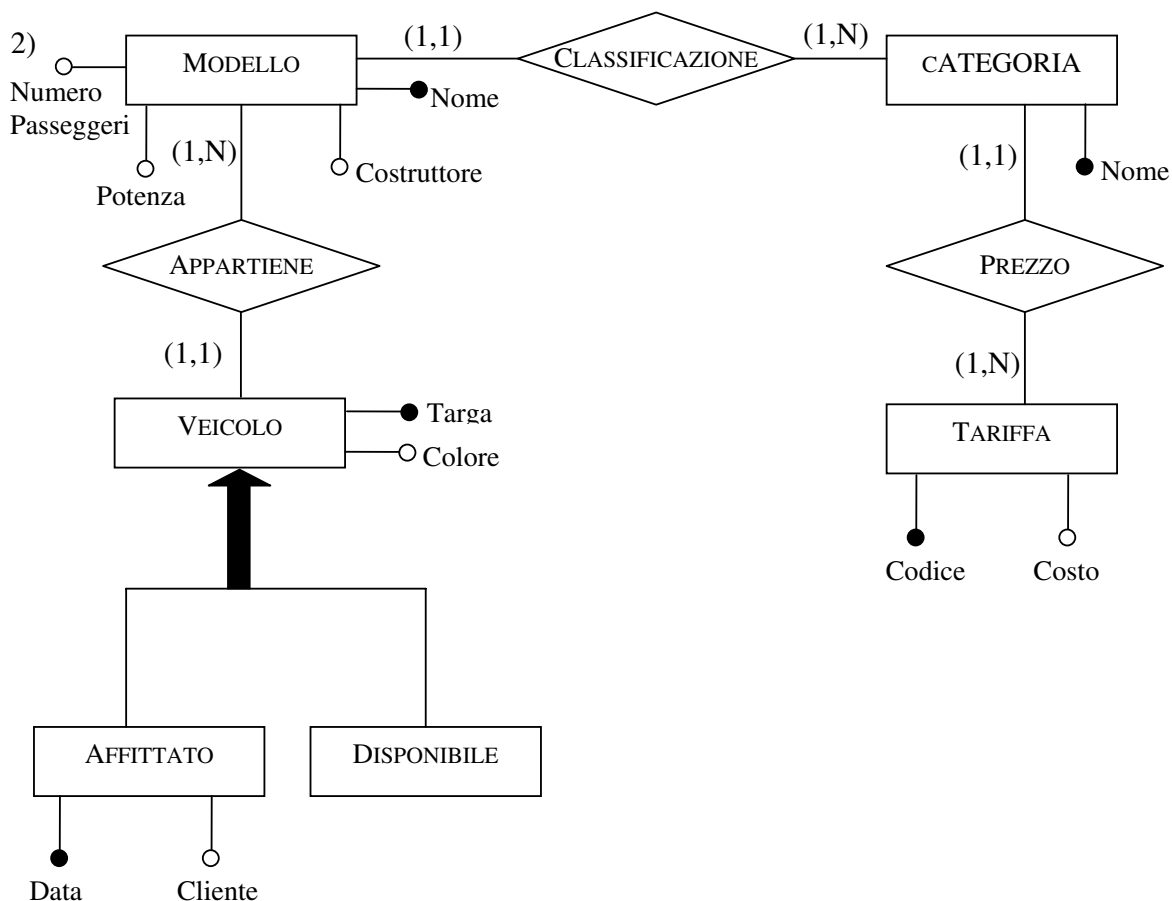 2)
MODELLO
(1,1)
CLASSIFICAZIONE
(1,N)
CATEGORIA
Numero
Passeggeri
Nome
(1,N)
Potenza
Costruttore
(1,1)
Nome
APPARTIENE
PREZZO
(1,1)
(1,N)
VEICOLO
Targa
Colore
TARIFFA
Codice
Costo
AFFITTATO
DISPONIBILE
Data
Cliente